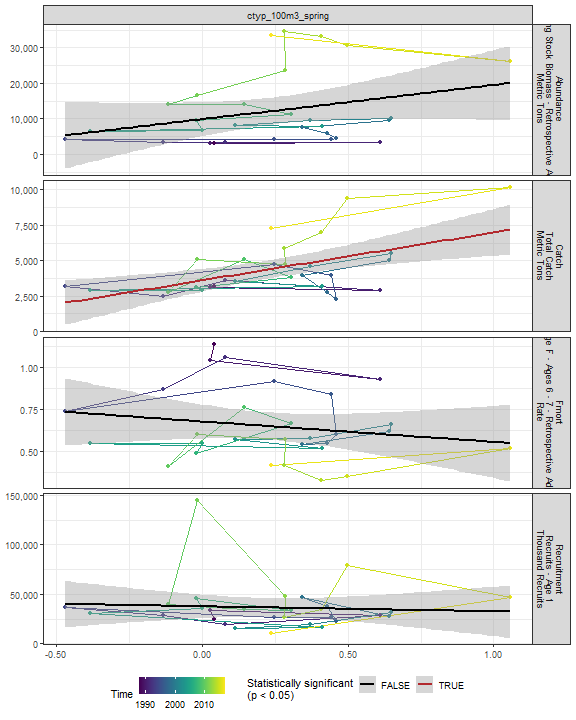 ctyp_100m3_spring
30,000
20,000
10,000
0
Abundance
Stock Biomass - Retrospective
Metric Tons
10,000
7,500
5,000
2,500
0
Catch
Total Catch
Metric Tons
1.00
0.75
0.50
Fmort
F - Ages 6 - 7 - Retrospective
Rate
150,000
100,000
50,000
0
Recruitment
Recruits - Age 1
Thousand Recruits
-0.50 0.00 0.50 1.00
Time
1990 2000 2010
Statistically significant
(p < 0.05)
FALSE TRUE